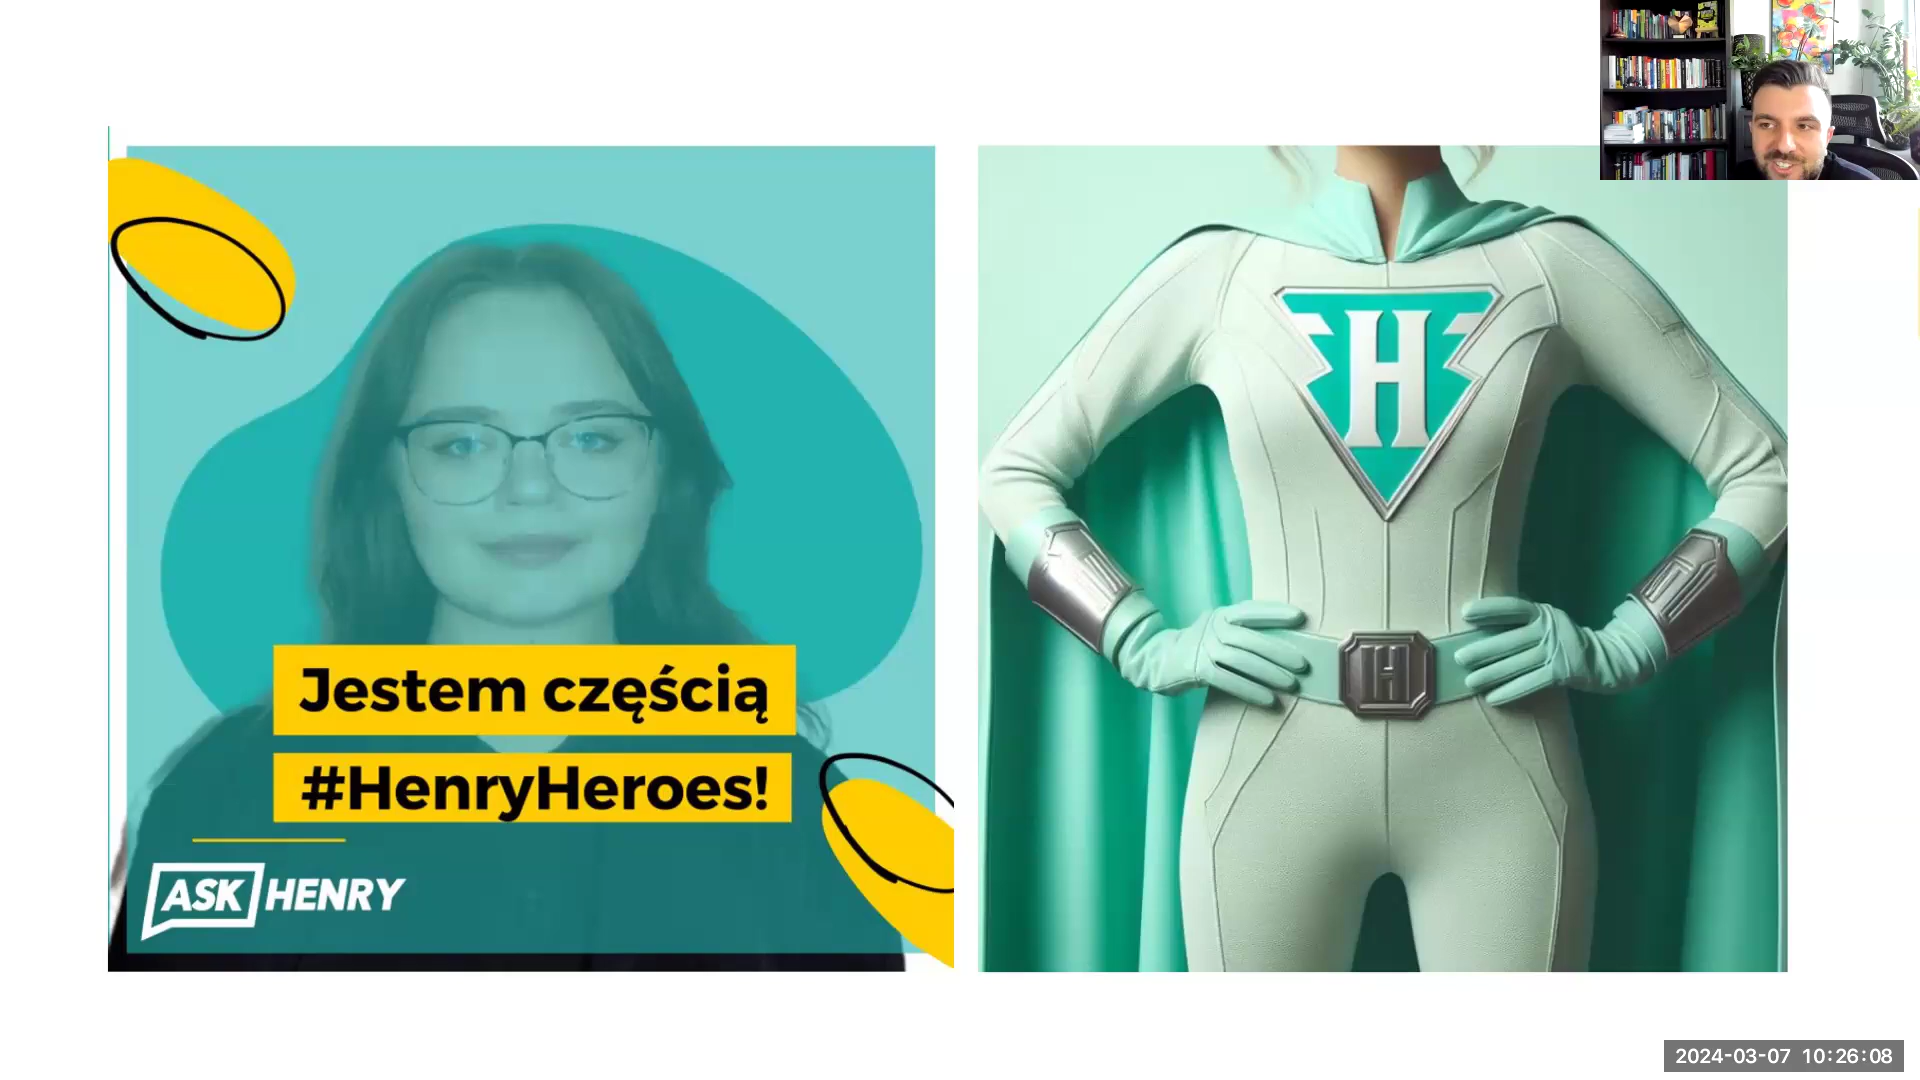 Jestem częścią
#HenryHeroes!
ASK HENRY
H
H
2024-03-07 10:26:08